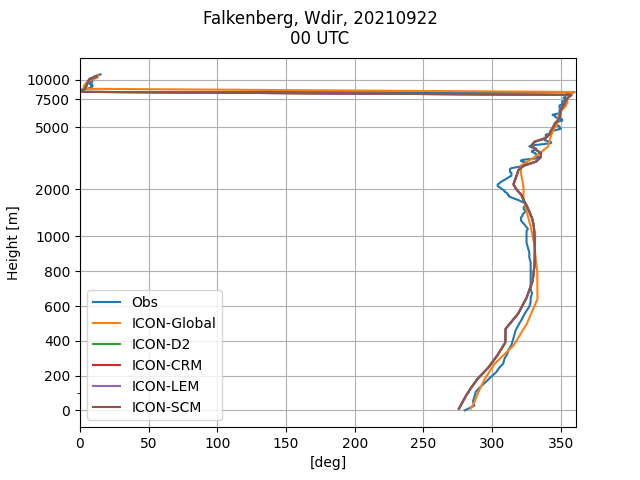 Falkenberg, Wdir, 20210922
00 UTC
10000
7500
5000
2000
1000
800
600
400
200
0
Height [m]
Obs
ICON-Global
ICON-D2
ICON-CRM
ICON-LEM
ICON-SCM
0 50 100 150 200 250 300 350
[deg]